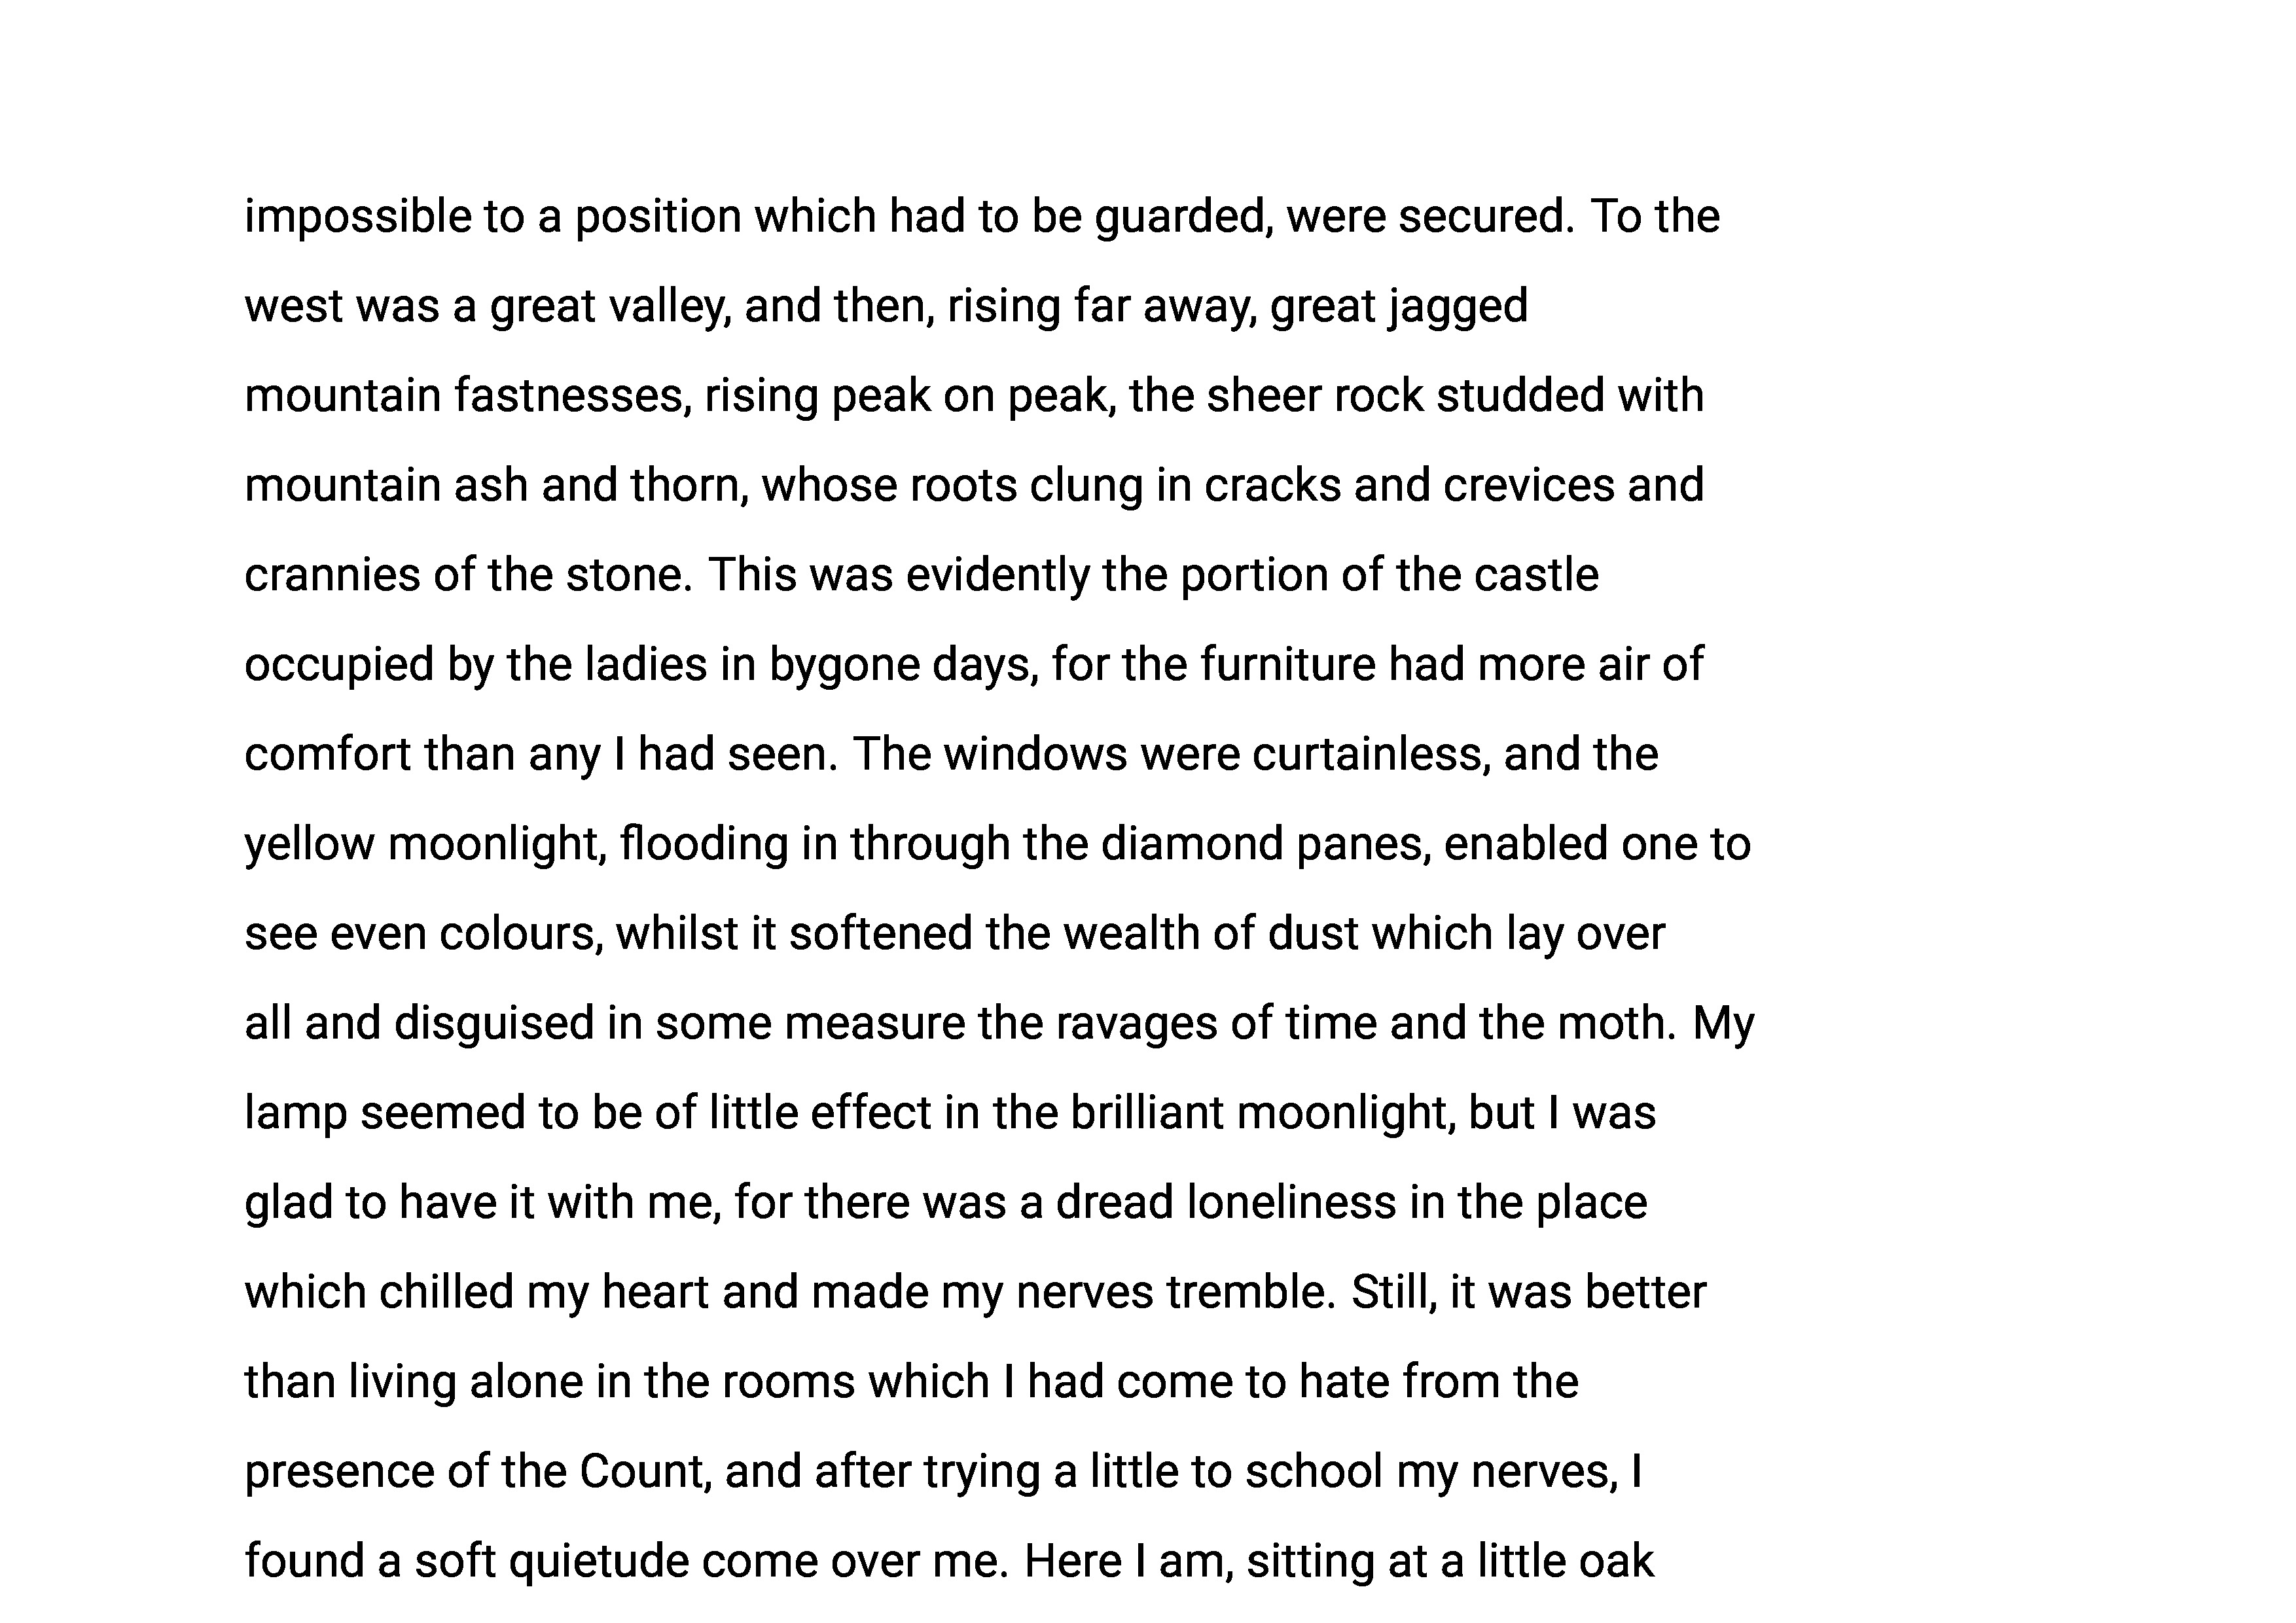 impossible to a position which had to be guarded, were secured. To the
west was a great valley, and then, rising far away, great jagged
mountain fastnesses, rising peak on peak, the sheer rock studded with
mountain ash and thorn, whose roots clung in cracks and crevices and
crannies of the stone. This was evidently the portion of the castle
occupied by the ladies in bygone days, for the furniture had more air of
comfort than any I had seen. The windows were curtainless, and the
yellow moonlight, flooding in through the diamond panes, enabled one to
see even colours, whilst it softened the wealth of dust which lay over
all and disguised in some measure the ravages of time and the moth. My
lamp seemed to be of little effect in the brilliant moonlight, but I was
glad to have it with me, for there was a dread loneliness in the place
which chilled my heart and made my nerves tremble. Still, it was better
than living alone in the rooms which I had come to hate from the
presence of the Count, and after trying a little to school my nerves, I
found a soft quietude come over me. Here I am, sitting at a little oak